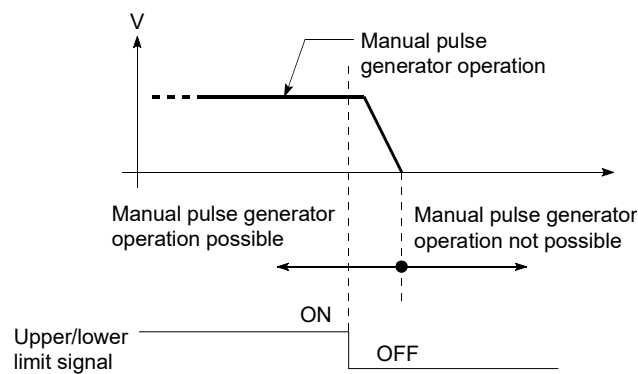 V
Manual pulse
generator operation
Manual pulse generator
operation possible
Manual pulse generator
operation not possible
ON
Upper/lower
limit signal
OFF